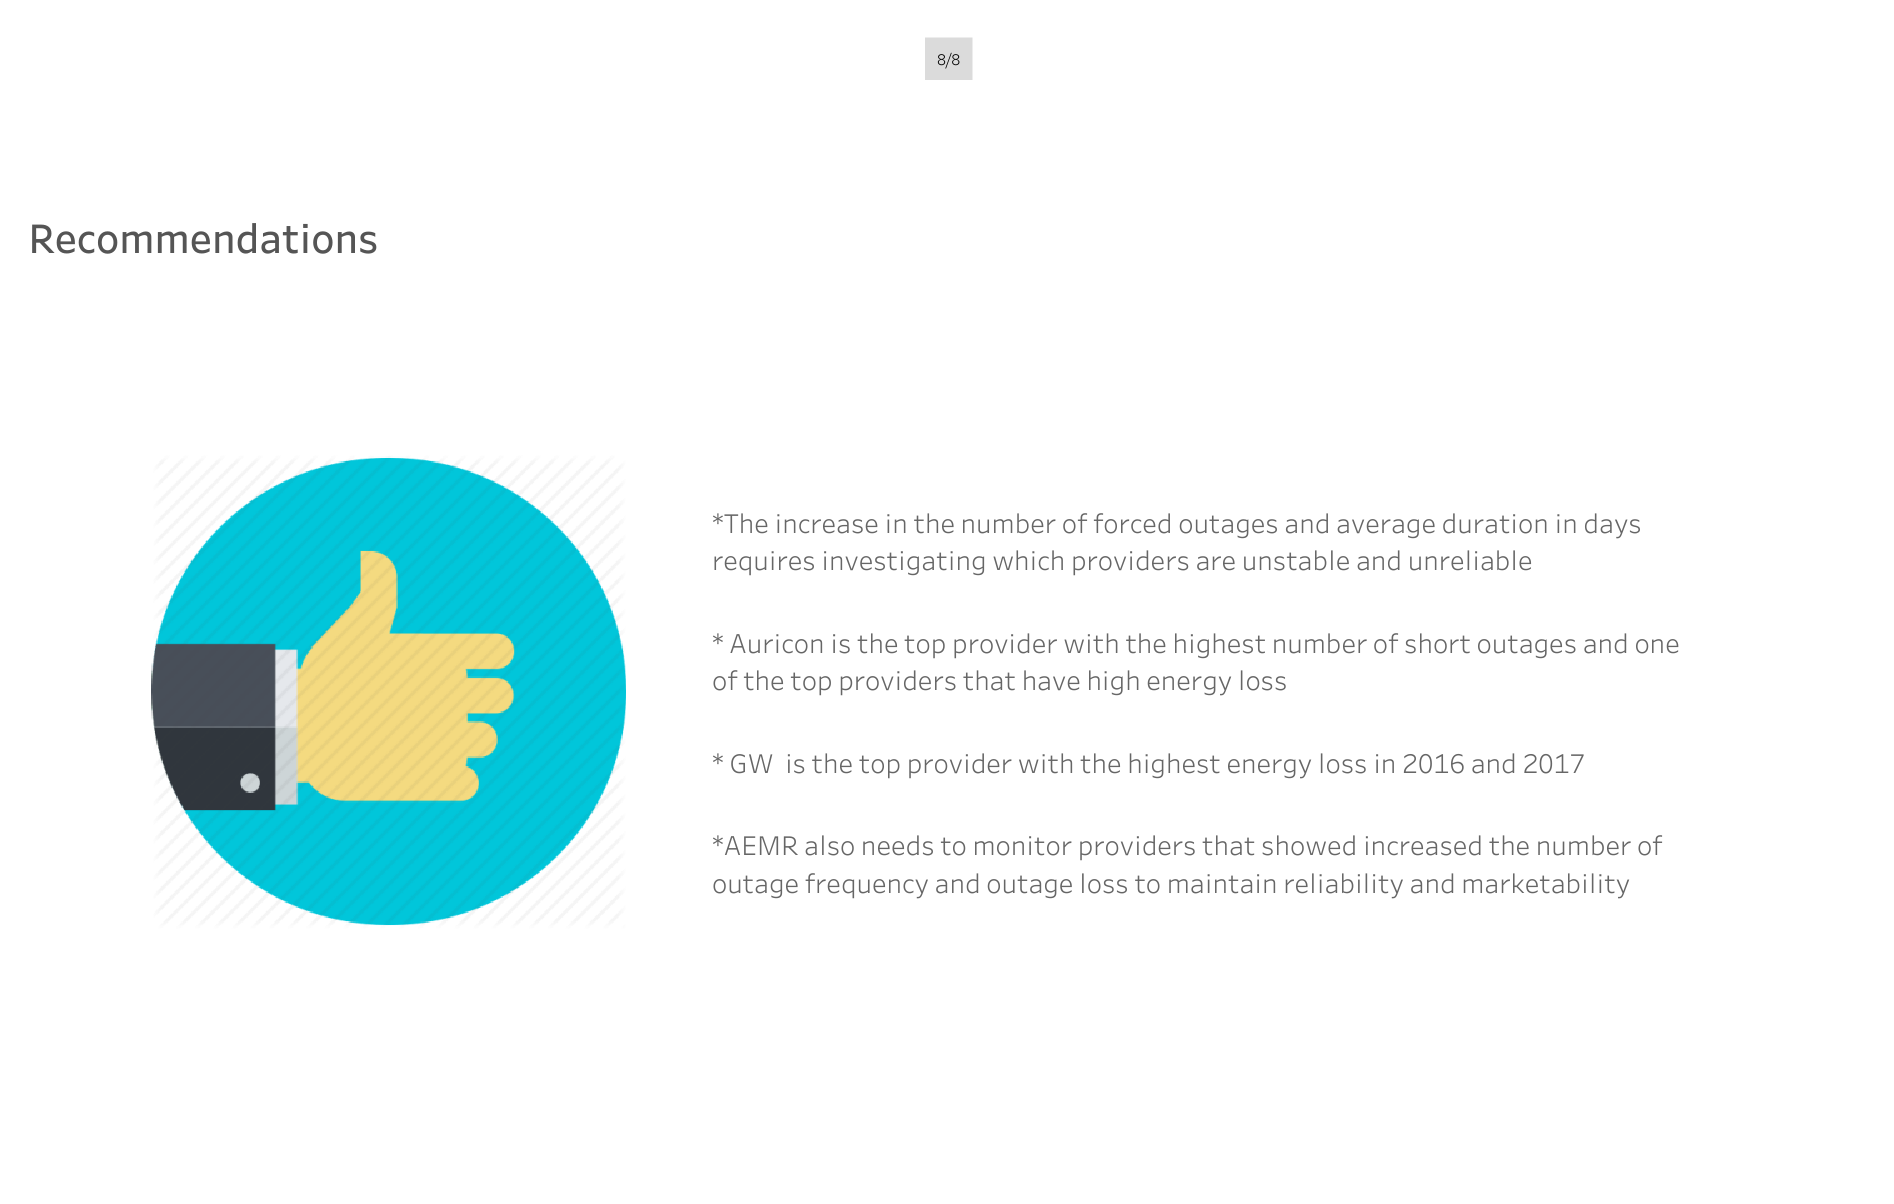 8/8
Recommendations
*The increase in the number of forced outages and average duration in days
requires investigating which providers are unstable and unreliable
* Auricon is the top provider with the highest number of short outages and one
of the top providers that have high energy loss
* GW  is the top provider with the highest energy loss in 2016 and 2017
*AEMR also needs to monitor providers that showed increased the number of
outage frequency and outage loss to maintain reliability and marketability